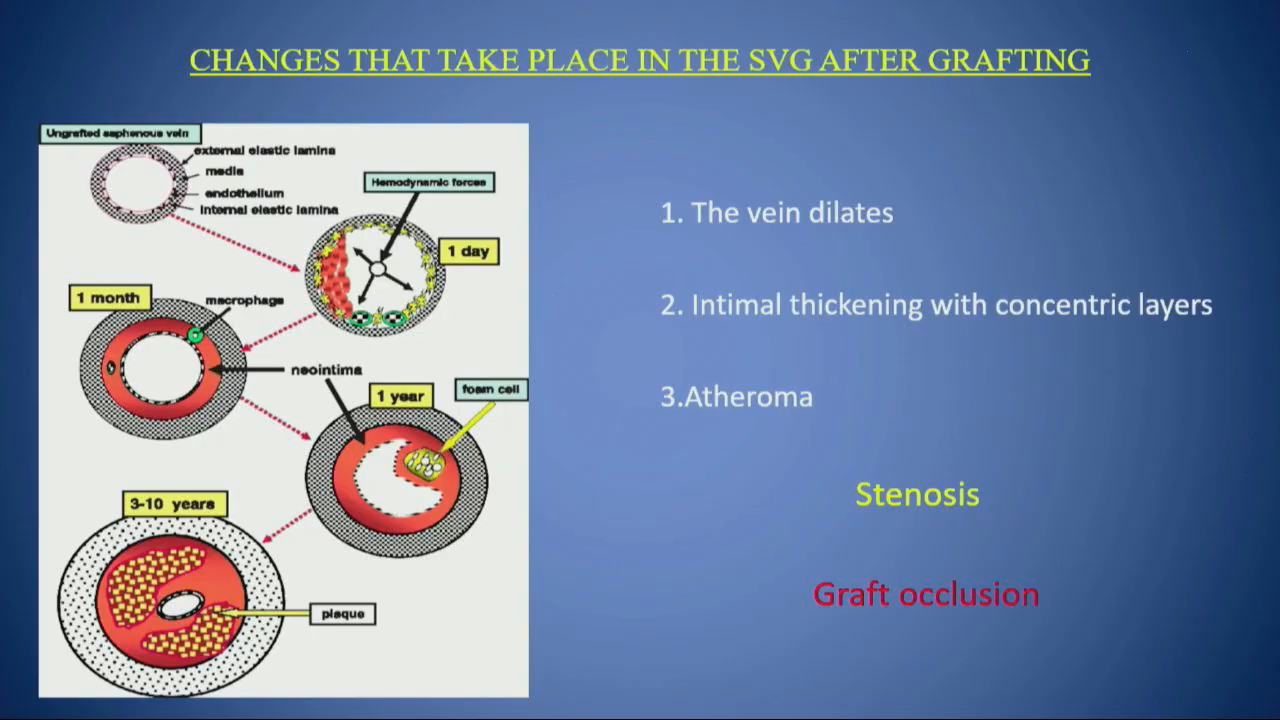 CHANGES THAT TAKE PLACE IN THE SVG AFTER GRAFTING
Ungrafted saphenous vein
external elastic lamina
media
endothelium
internal elastic lamina
Hemodynamic forces
1 day
1 month
macrophage
neointima
1 year
foam cell
3-10 years
plaque
1. The vein dilates
2. Intimal thickening with concentric layers
3.Atheroma
Stenosis
Graft occlusion